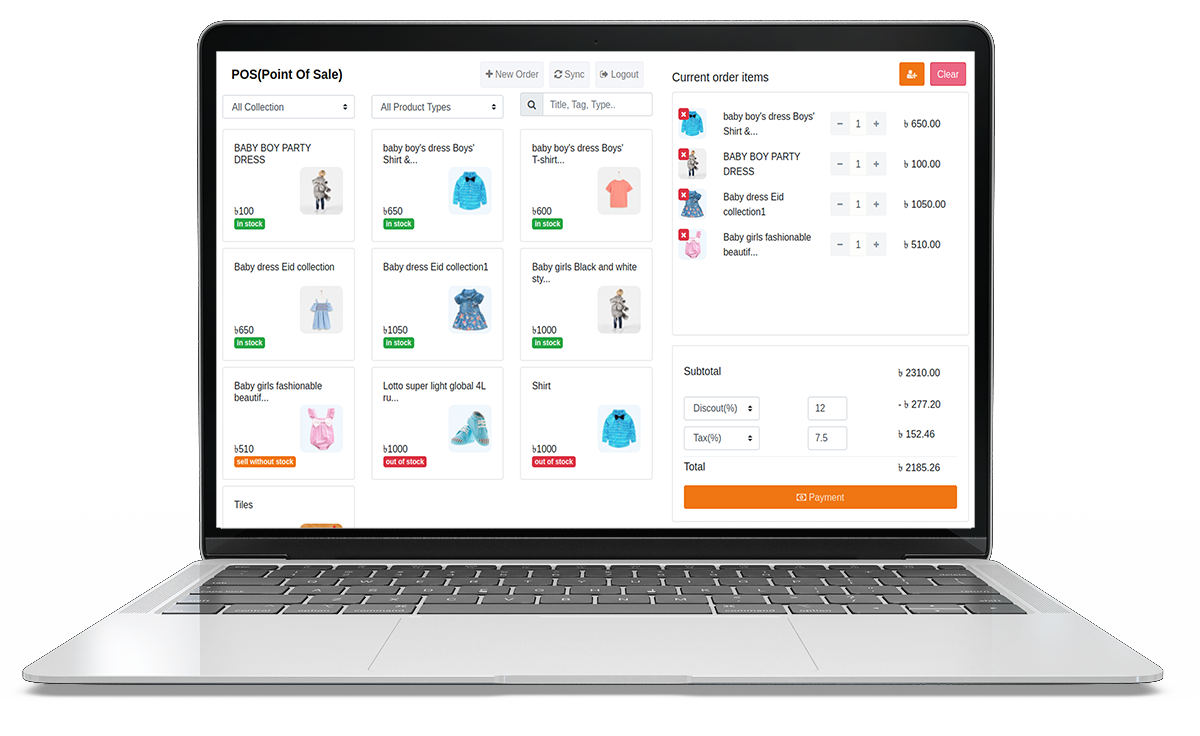 POS(Point Of Sale)
New Order
Sync
Logout
All Collection
All Product Types
Title, Tag, Type..
BABY BOY PARTY
DRESS
৳100
in stock
baby boy's dress Boys'
Shirt &...
৳650
in stock
baby boy's dress Boys'
T-shirt...
৳600
in stock
Baby dress Eid collection
৳650
in stock
Baby dress Eid collection1
৳1050
in stock
Baby girls Black and white
sty...
৳1000
in stock
Baby girls fashionable
beautif...
৳510
sell without stock
Lotto super light global 4L
ru...
৳1000
out of stock
Shirt
৳1000
out of stock
Tiles
Current order items
Clear
baby boy's dress Boys'
Shirt &...
− 1 +
৳ 650.00
BABY BOY PARTY
DRESS
− 1 +
৳ 100.00
Baby dress Eid
collection1
− 1 +
৳ 1050.00
Baby girls fashionable
beautif...
− 1 +
৳ 510.00
Subtotal
৳ 2310.00
Discout(%)
12
- ৳ 277.20
Tax(%)
7.5
৳ 152.46
Total
৳ 2185.26
Payment